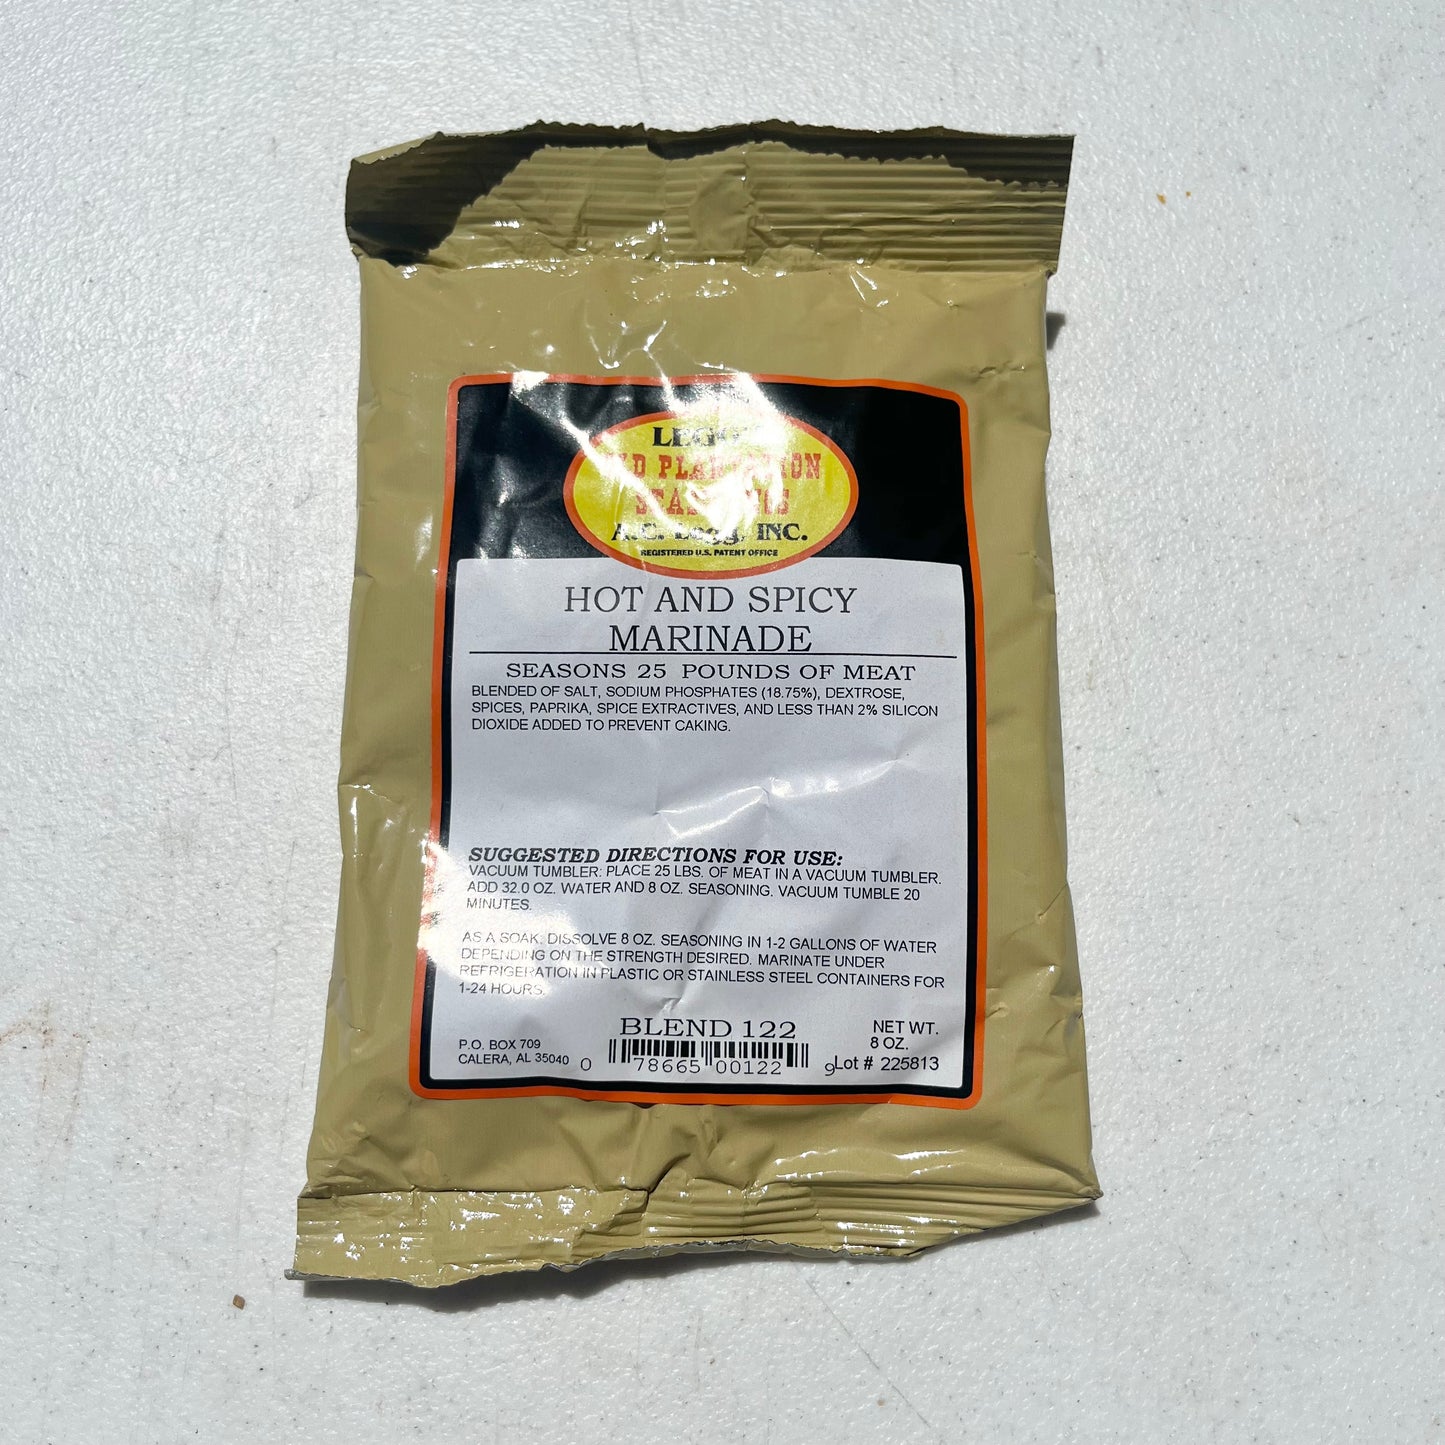 LEGG'S
OLD PLANTATION
SEASONINGS
A.C. Legg, INC.
REGISTERED U.S. PATENT OFFICE
HOT AND SPICY
MARINADE
SEASONS 25 POUNDS OF MEAT
BLENDED OF SALT, SODIUM PHOSPHATES (18.75%), DEXTROSE,
SPICES, PAPRIKA, SPICE EXTRACTIVES, AND LESS THAN 2% SILICON
DIOXIDE ADDED TO PREVENT CAKING.
SUGGESTED DIRECTIONS FOR USE:
VACUUM TUMBLER: PLACE 25 LBS. OF MEAT IN A VACUUM TUMBLER.
ADD 32.0 OZ. WATER AND 8 OZ. SEASONING. VACUUM TUMBLE 20
MINUTES.
AS A SOAK: DISSOLVE 8 OZ. SEASONING IN 1-2 GALLONS OF WATER
DEPENDING ON THE STRENGTH DESIRED. MARINATE UNDER
REFRIGERATION IN PLASTIC OR STAINLESS STEEL CONTAINERS FOR
1-24 HOURS.
BLEND 122
NET WT.
8 OZ.
P.O. BOX 709
CALERA, AL 35040
0 78665 00122 9
Lot # 225813